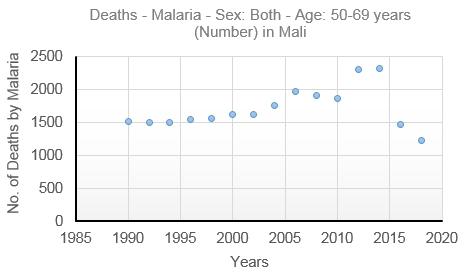 Deaths - Malaria - Sex: Both - Age: 50-69 years
(Number) in Mali
No. of Deaths by Malaria
2500
2000
1500
1000
500
0
1985 1990 1995 2000 2005 2010 2015 2020
Years